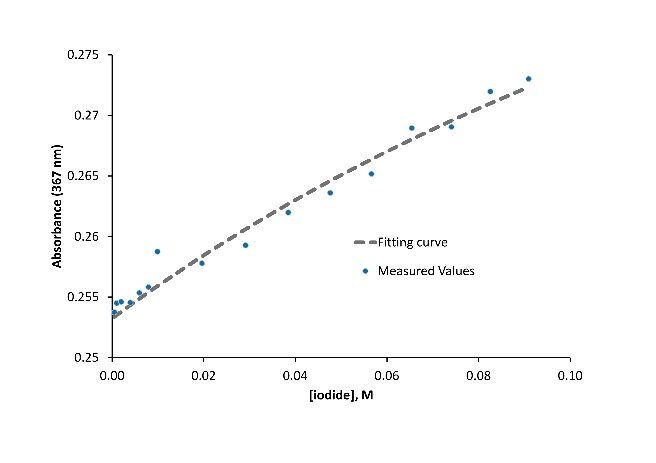 0.275
0.27
0.265
0.26
0.255
0.25
Absorbance (367 nm)
Fitting curve
Measured Values
0.00 0.02 0.04 0.06 0.08 0.10
[iodide], M